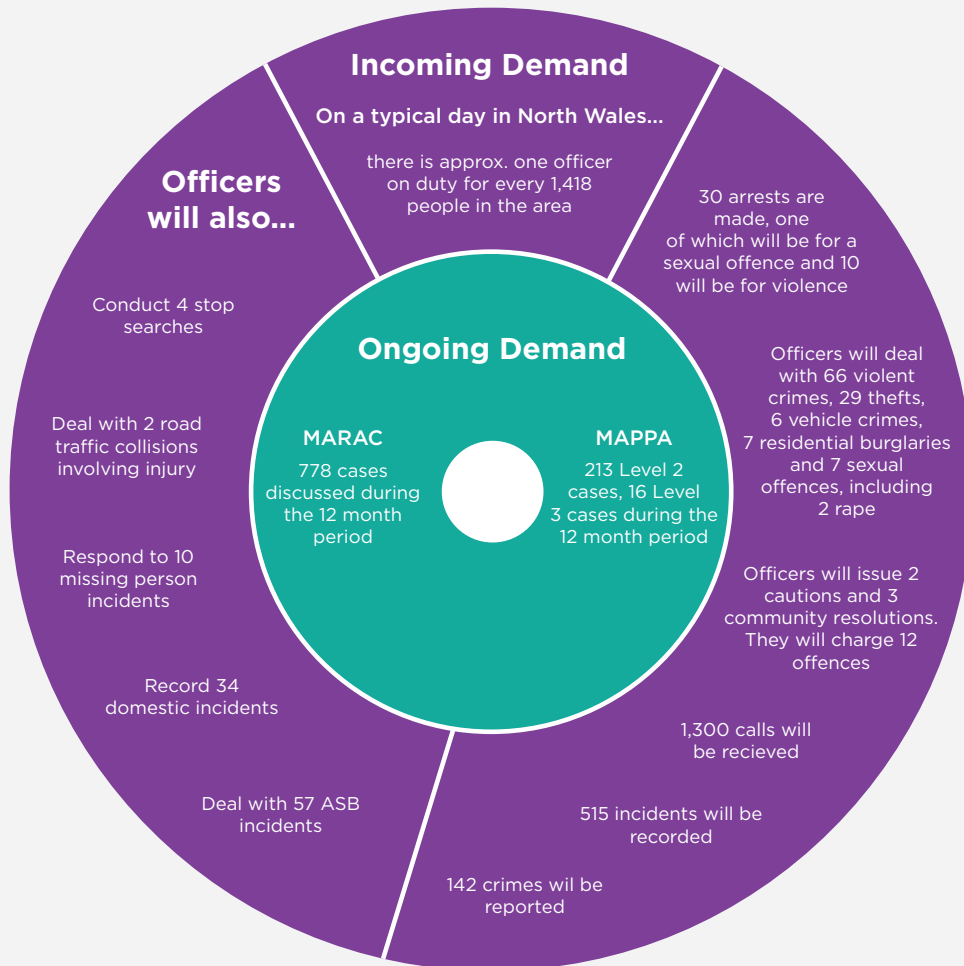 Incoming Demand
On a typical day in North Wales...
there is approx. one officer
on duty for every 1,418
people in the area
30 arrests are
made, one
of which will be for a
sexual offence and 10
will be for violence
Officers will deal
with 66 violent
crimes, 29 thefts,
6 vehicle crimes,
7 residential burglaries
and 7 sexual
offences, including
2 rape
Officers will issue 2
cautions and 3
community resolutions.
They will charge 12
offences
1,300 calls will
be recieved
515 incidents will be
recorded
142 crimes wil be
reported
Officers
will also...
Conduct 4 stop
searches
Deal with 2 road
traffic collisions
involving injury
Respond to 10
missing person
incidents
Record 34
domestic incidents
Deal with 57 ASB
incidents
Ongoing Demand
MARAC
778 cases
discussed during
the 12 month
period
MAPPA
213 Level 2
cases, 16 Level
3 cases during the
12 month period